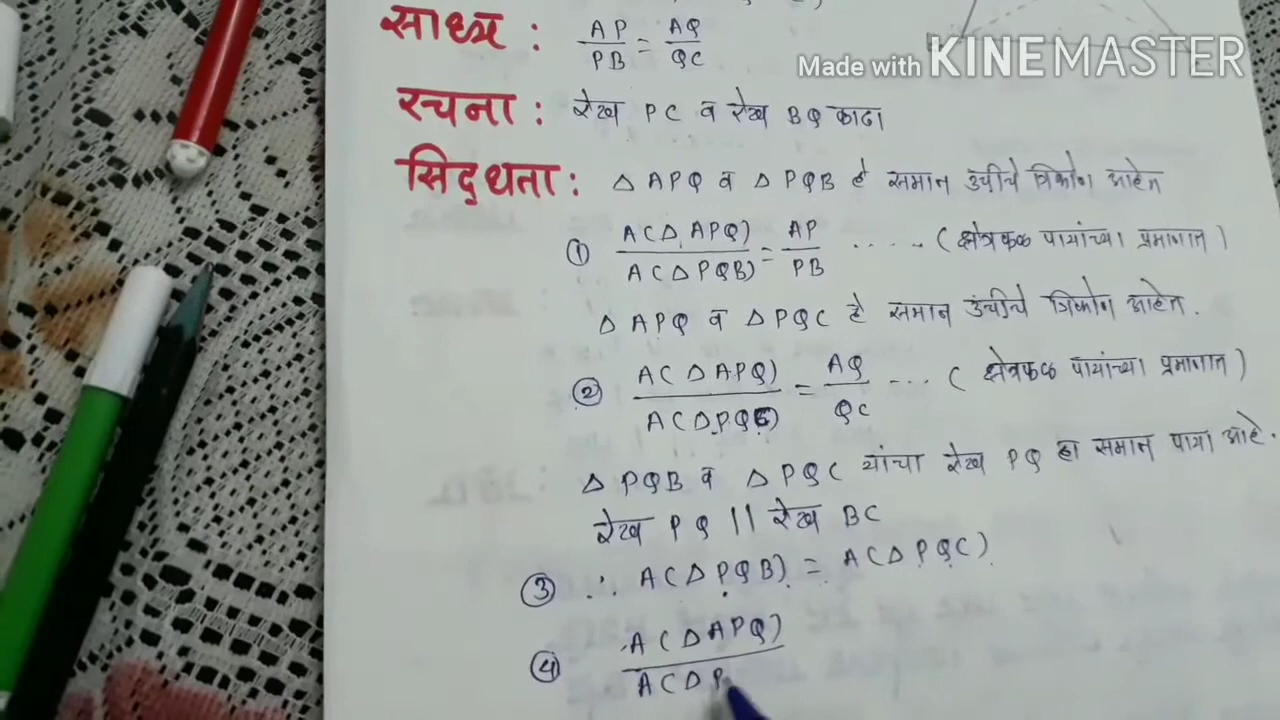 साध्य : AP/PB = AQ/QC
Made with KINEMASTER
रचना : रेख PC व रेख BQ काढा
सिद्धता : △ APQ व △ PQB हे समान उंचीचे त्रिकोण आहेत
① A(△APQ)/A(△PQB) = AP/PB ..... (क्षेत्रफळ पायांच्या प्रमाणात)
△ APQ व △PQC हे समान उंचीचे त्रिकोण आहेत.
② A(△APQ)/A(△PQC) = AQ/QC ... (क्षेत्रफळ पायांच्या प्रमाणात)
△ PQB व △ PQC यांचा रेख PQ हा समान पाया आहे.
रेख PQ || रेख BC
③ ∴ A(△PQB) = A(△PQC)
④ A(△APQ)/A(△P